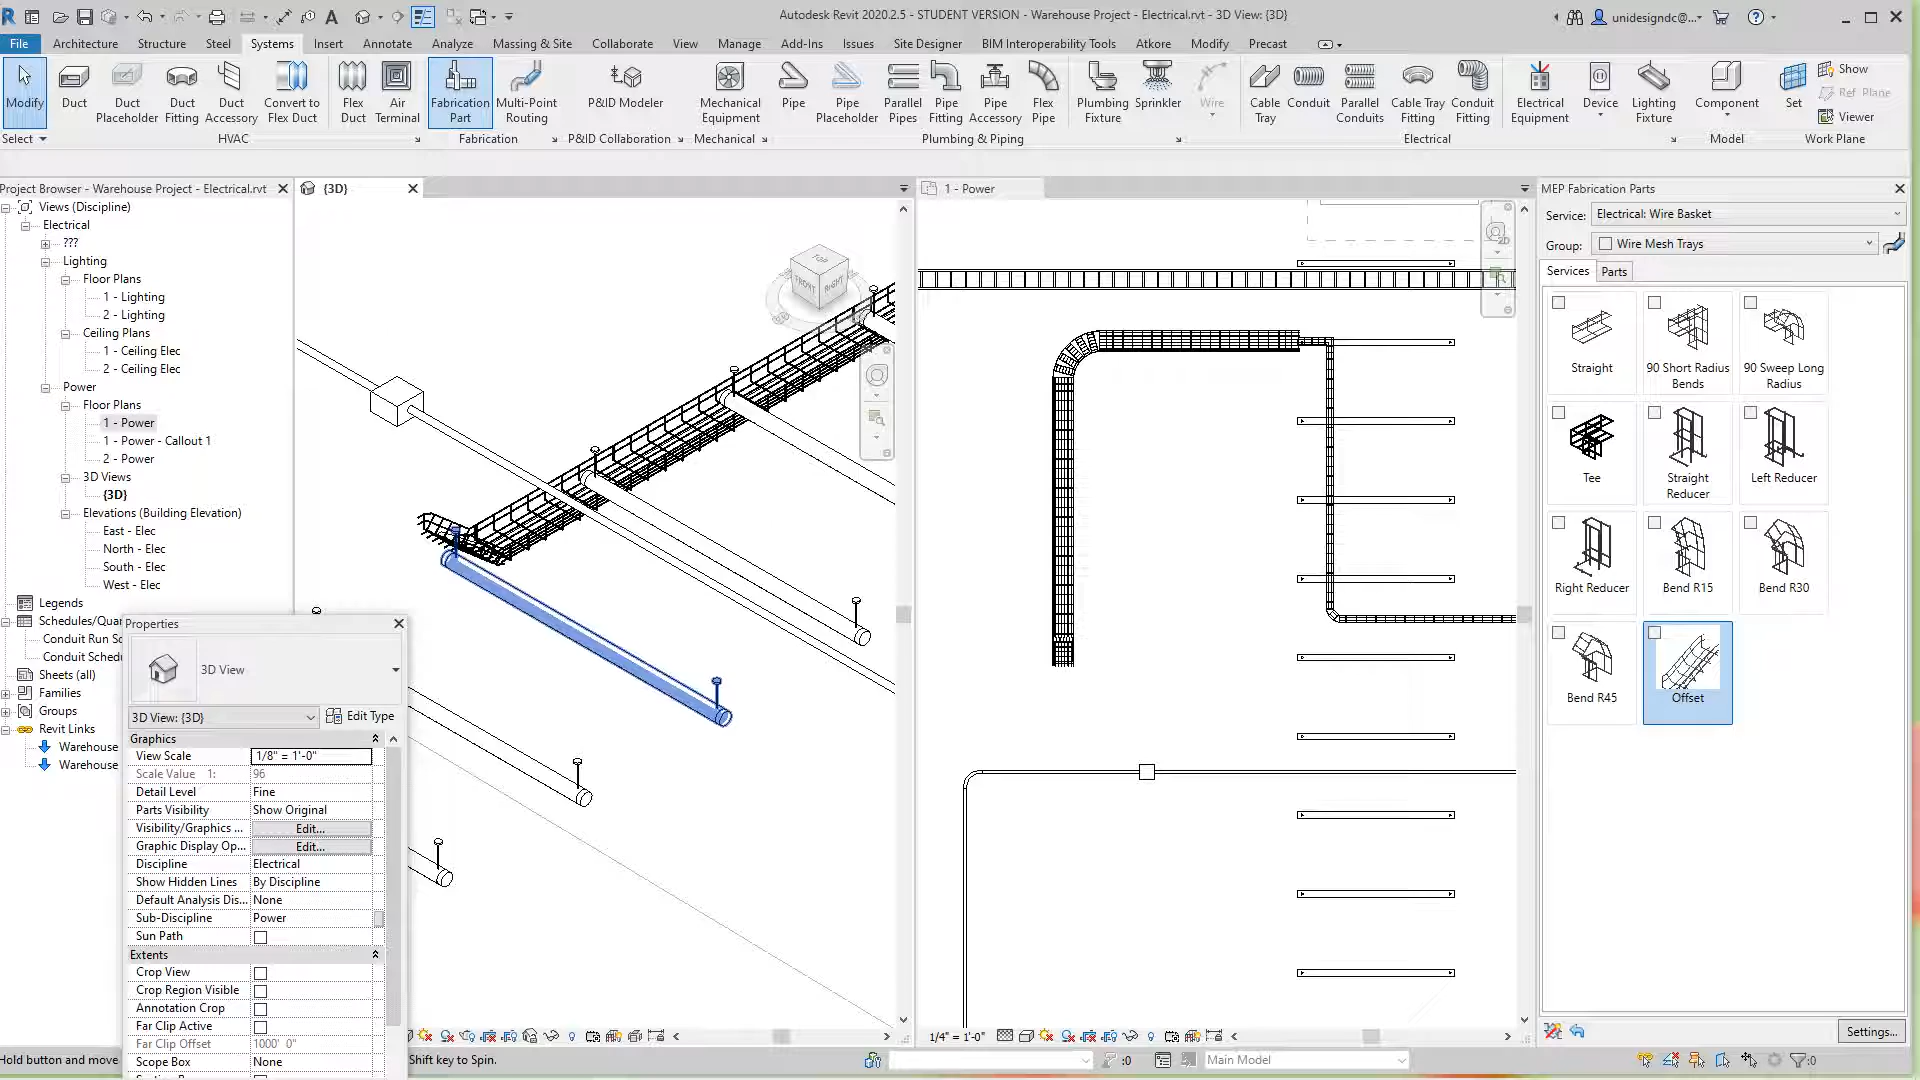 Autodesk Revit 2020.2.5 - STUDENT VERSION - Warehouse Project - Electrical.rvt - 3D View: {3D}
unidesigndc@...
File Architecture Structure Steel Systems Insert Annotate Analyze Massing & Site Collaborate View Manage Add-Ins Issues Site Designer BIM Interoperability Tools Atkore Modify Precast
Modify
Duct
Duct Placeholder
Duct Fitting
Duct Accessory
Convert to Flex Duct
Flex Duct
Air Terminal
Fabrication Part
Multi-Point Routing
P&ID Modeler
Mechanical Equipment
Pipe
Pipe Placeholder
Parallel Pipes
Pipe Fitting
Pipe Accessory
Flex Pipe
Plumbing Fixture
Sprinkler
Wire
Cable Tray
Conduit
Parallel Conduits
Cable Tray Fitting
Conduit Fitting
Electrical Equipment
Device
Lighting Fixture
Component
Set
Show
Ref Plane
Viewer
Select HVAC Fabrication P&ID Collaboration Mechanical Plumbing & Piping Electrical Model Work Plane
Project Browser - Warehouse Project - Electrical.rvt
Views (Discipline)
Electrical
???
Lighting
Floor Plans
1 - Lighting
2 - Lighting
Ceiling Plans
1 - Ceiling Elec
2 - Ceiling Elec
Power
Floor Plans
1 - Power
1 - Power - Callout 1
2 - Power
3D Views
{3D}
Elevations (Building Elevation)
East - Elec
North - Elec
South - Elec
West - Elec
Legends
Schedules/Quan
Conduit Run Sc
Conduit Schedu
Sheets (all)
Families
Groups
Revit Links
Warehouse
Warehouse
Properties
3D View
3D View: {3D} Edit Type
Graphics
View Scale 1/8" = 1'-0"
Scale Value 1: 96
Detail Level Fine
Parts Visibility Show Original
Visibility/Graphics ... Edit...
Graphic Display Op... Edit...
Discipline Electrical
Show Hidden Lines By Discipline
Default Analysis Dis... None
Sub-Discipline Power
Sun Path
Extents
Crop View
Crop Region Visible
Annotation Crop
Far Clip Active
Far Clip Offset 1000' 0"
Scope Box None
{3D}
TOP
FRONT
RIGHT
1 - Power
2D
1/4" = 1'-0"
MEP Fabrication Parts
Service: Electrical: Wire Basket
Group: Wire Mesh Trays
Services Parts
Straight
90 Short Radius Bends
90 Sweep Long Radius
Tee
Straight Reducer
Left Reducer
Right Reducer
Bend R15
Bend R30
Bend R45
Offset
Settings...
Hold button and move
Shift key to Spin.
:0
Main Model
:0